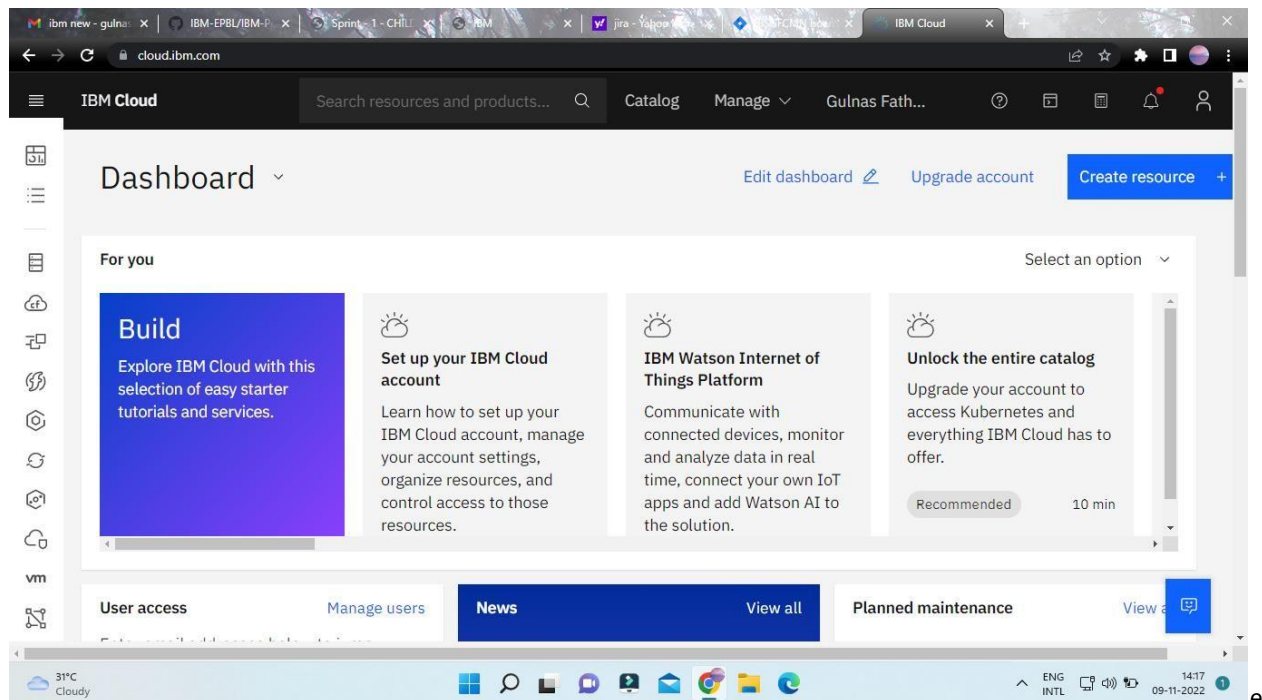 ibm new - gulnas
IBM-EPBL/IBM-P
Sprint - 1 - CHILL
IBM
jira - Yahoo
IBM Cloud
cloud.ibm.com
IBM Cloud
Search resources and products...
Catalog
Manage
Gulnas Fath...
Dashboard
Edit dashboard
Upgrade account
Create resource +
For you
Select an option
Build
Explore IBM Cloud with this
selection of easy starter
tutorials and services.
Set up your IBM Cloud
account
Learn how to set up your
IBM Cloud account, manage
your account settings,
organize resources, and
control access to those
resources.
IBM Watson Internet of
Things Platform
Communicate with
connected devices, monitor
and analyze data in real
time, connect your own IoT
apps and add Watson AI to
the solution.
Unlock the entire catalog
Upgrade your account to
access Kubernetes and
everything IBM Cloud has to
offer.
Recommended
10 min
cf
vm
User access
Manage users
News
View all
Planned maintenance
View
31°C
Cloudy
ENG
INTL
14:17
09-11-2022
1
e